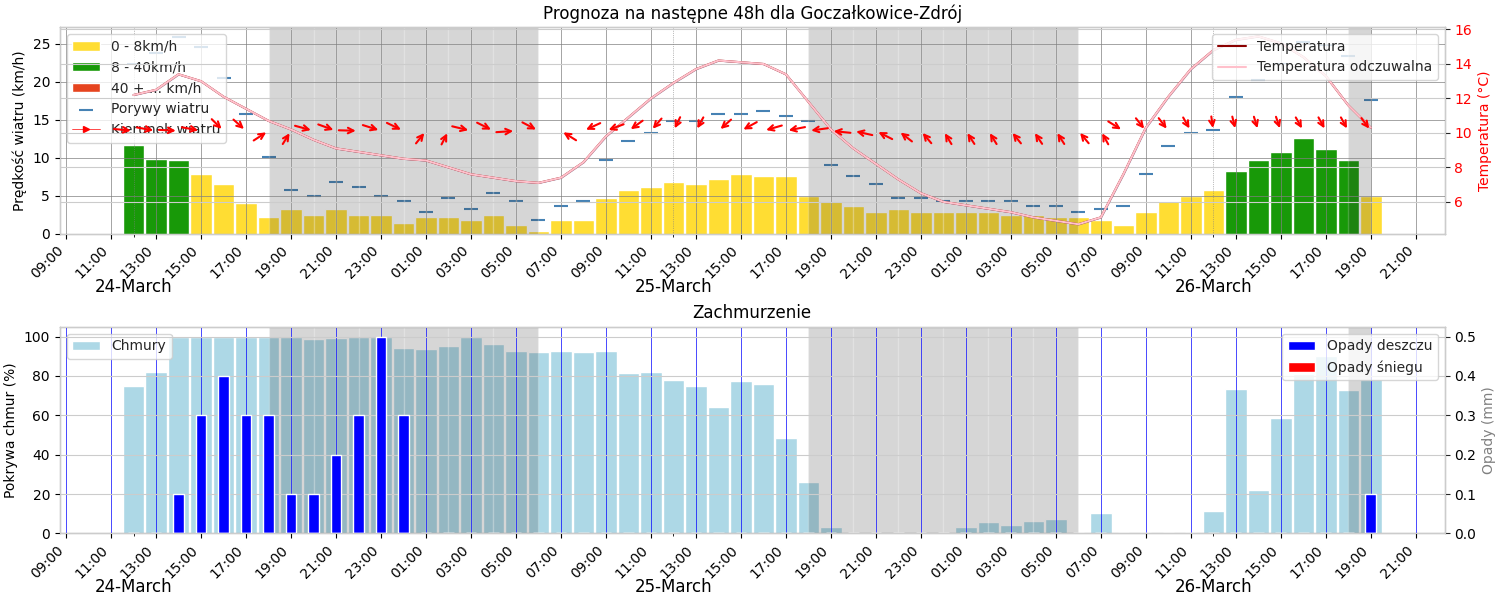 Prognoza na następne 48h dla Goczałkowice-Zdrój
Prędkość wiatru (km/h)
25
20
15
10
5
0
0 - 8km/h
8 - 40km/h
40 + ... km/h
Porywy wiatru
Kierunek wiatru
Temperatura
Temperatura odczuwalna
16
14
12
10
8
6
Temperatura (°C)
09:00 11:00 13:00 15:00 17:00 19:00 21:00 23:00 01:00 03:00 05:00 07:00 09:00 11:00 13:00 15:00 17:00 19:00 21:00 23:00 01:00 03:00 05:00 07:00 09:00 11:00 13:00 15:00 17:00 19:00 21:00
24-March 25-March 26-March
Zachmurzenie
Pokrywa chmur (%)
100
80
60
40
20
0
Chmury
Opady deszczu
Opady śniegu
0.5
0.4
0.3
0.2
0.1
0.0
Opady (mm)
09:00 11:00 13:00 15:00 17:00 19:00 21:00 23:00 01:00 03:00 05:00 07:00 09:00 11:00 13:00 15:00 17:00 19:00 21:00 23:00 01:00 03:00 05:00 07:00 09:00 11:00 13:00 15:00 17:00 19:00 21:00
24-March 25-March 26-March